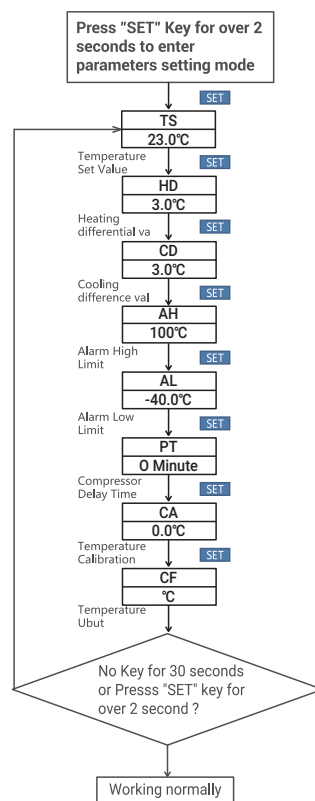 Press "SET" Key for over 2
seconds to enter
parameters setting mode
SET
TS
23.0℃
Temperature
Set Value
SET
HD
3.0℃
Heating
differential va
SET
CD
3.0℃
Cooling
difference val
SET
AH
100℃
Alarm High
Limit
SET
AL
-40.0℃
Alarm Low
Limit
SET
PT
0 Minute
Compressor
Delay Time
SET
CA
0.0℃
Temperature
Calibration
SET
CF
℃
Temperature
Ubut
No Key for 30 seconds
or Presss "SET" key for
over 2 second ?
Working normally